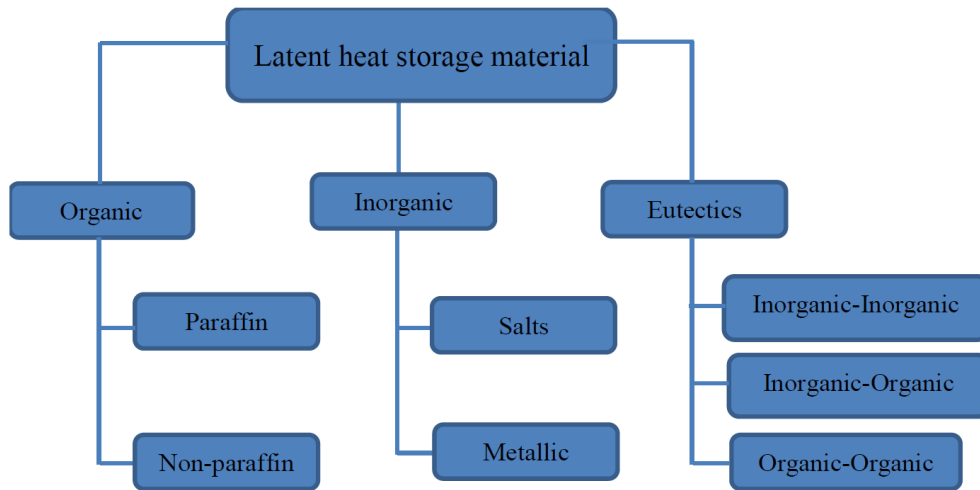 Latent heat storage material
Organic
Inorganic
Eutectics
Paraffin
Non-paraffin
Salts
Metallic
Inorganic-Inorganic
Inorganic-Organic
Organic-Organic